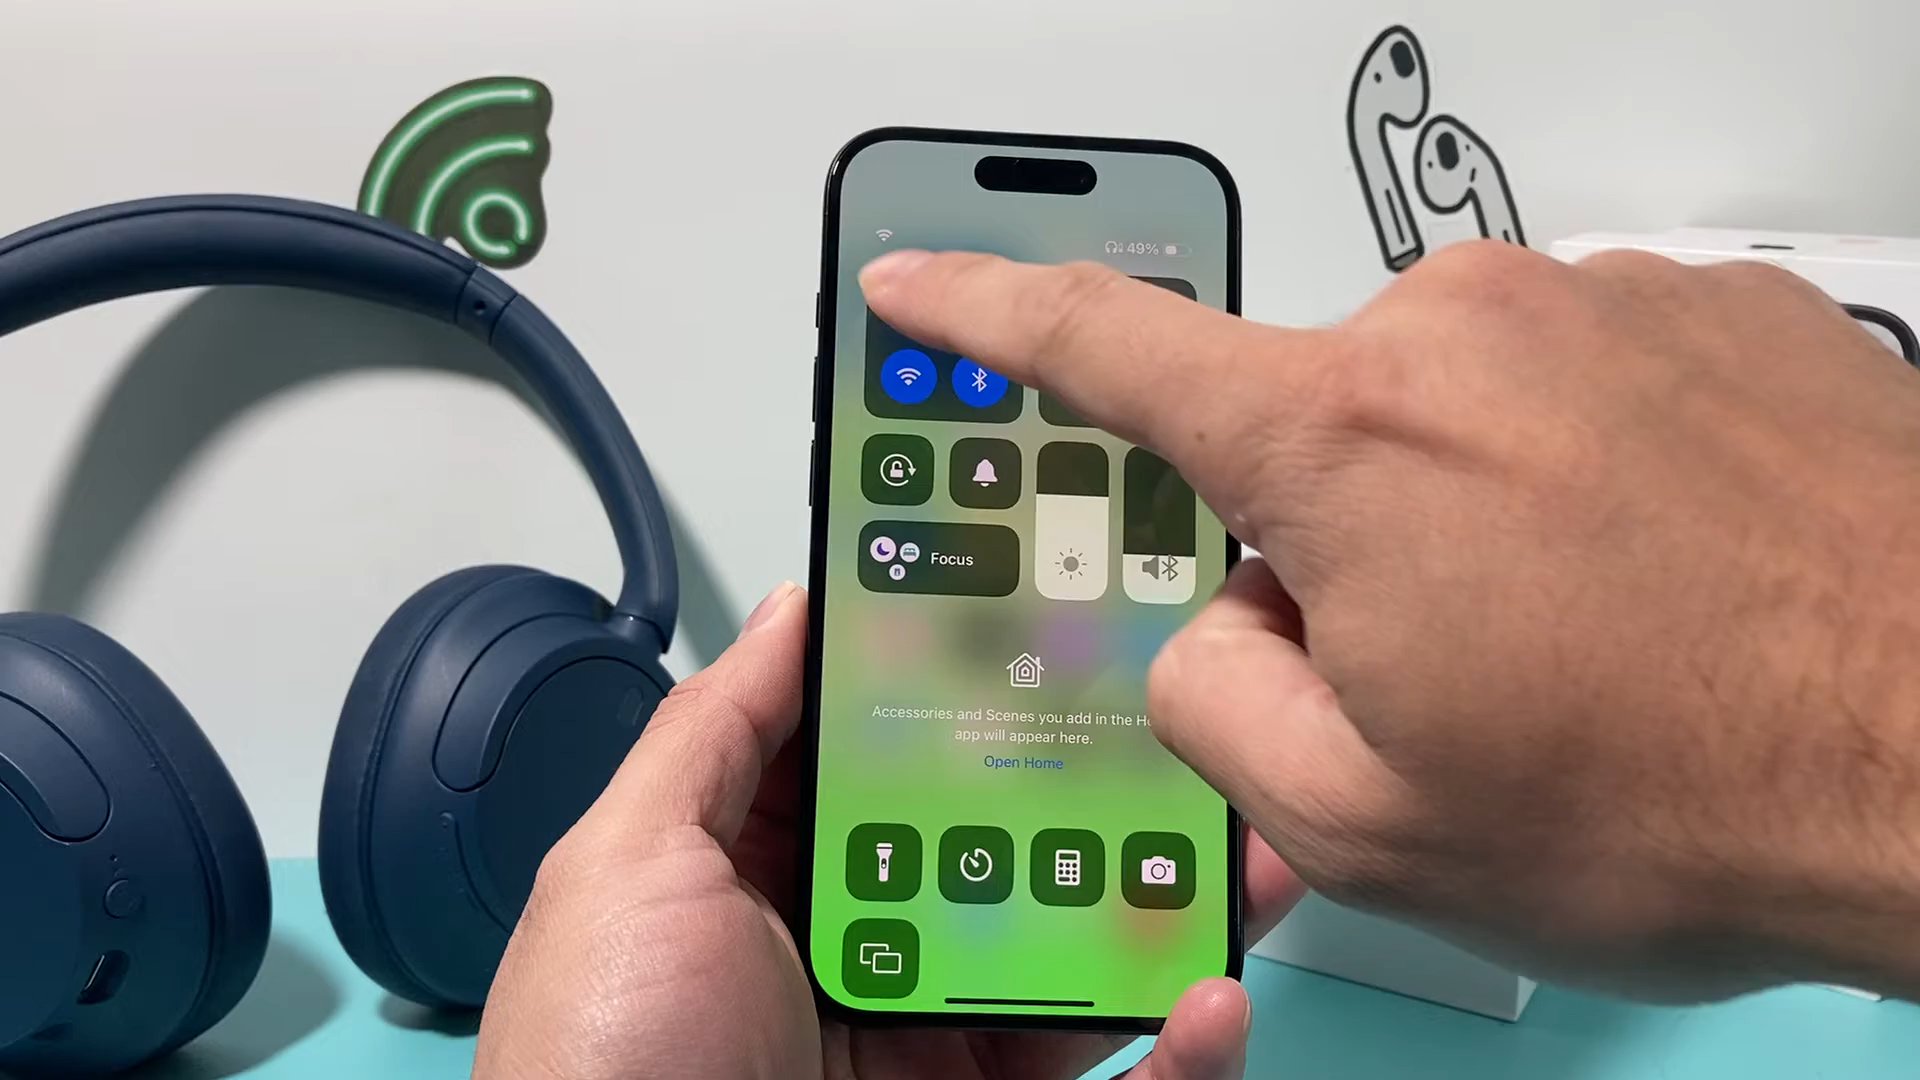 49%
Focus
Accessories and Scenes you add in the
app will appear here.
Open Home